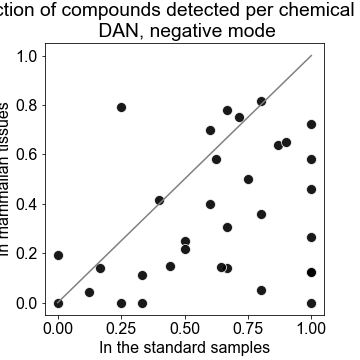 ction of compounds detected per chemical
DAN, negative mode
In mammalian tissues
1.0
0.8
0.6
0.4
0.2
0.0
0.00 0.25 0.50 0.75 1.00
In the standard samples